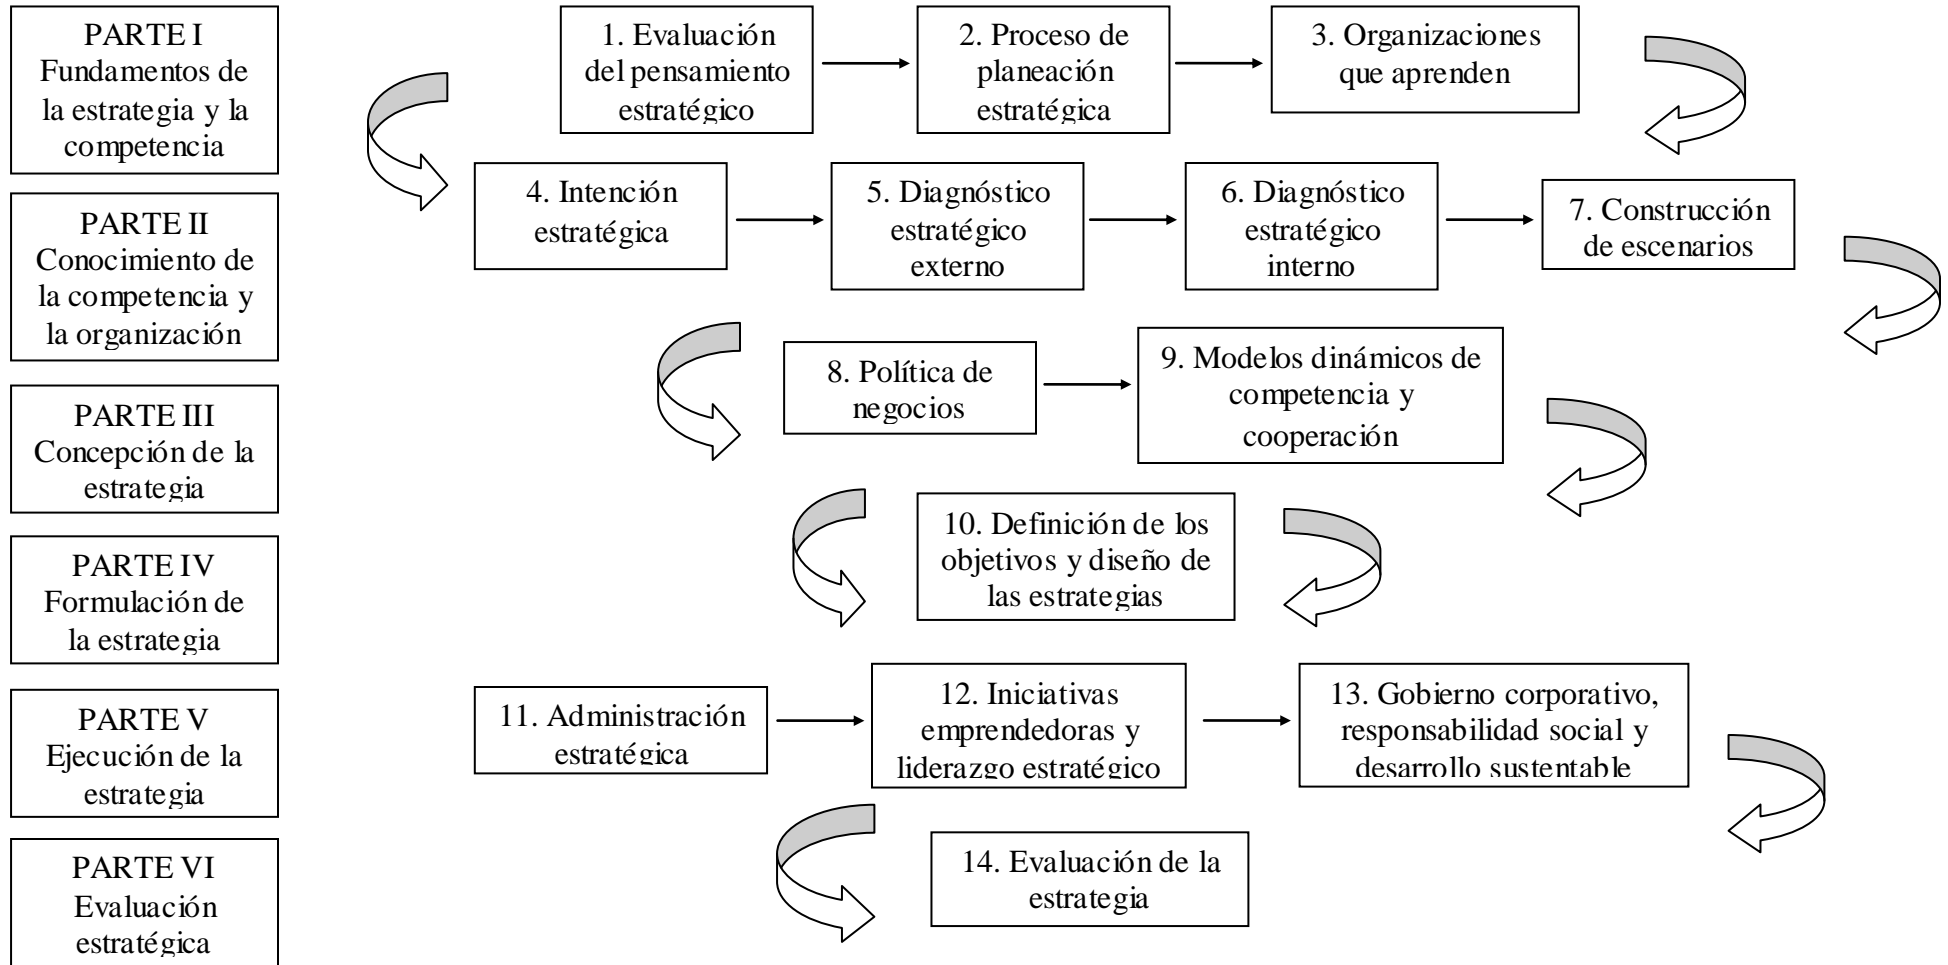 PARTE I
Fundamentos de
la estrategia y la
competencia
1. Evaluación
del pensamiento
estratégico
2. Proceso de
planeación
estratégica
3. Organizaciones
que aprenden
PARTE II
Conocimiento de
la competencia y
la organización
4. Intención
estratégica
5. Diagnóstico
estratégico
externo
6. Diagnóstico
estratégico
interno
7. Construcción
de escenarios
PARTE III
Concepción de la
estrategia
8. Política de
negocios
9. Modelos dinámicos de
competencia y
cooperación
PARTE IV
Formulación de
la estrategia
10. Definición de los
objetivos y diseño de
las estrategias
PARTE V
Ejecución de la
estrategia
11. Administración
estratégica
12. Iniciativas
emprendedoras y
liderazgo estratégico
13. Gobierno corporativo,
responsabilidad social y
desarrollo sustentable
PARTE VI
Evaluación
estratégica
14. Evaluación de la
estrategia